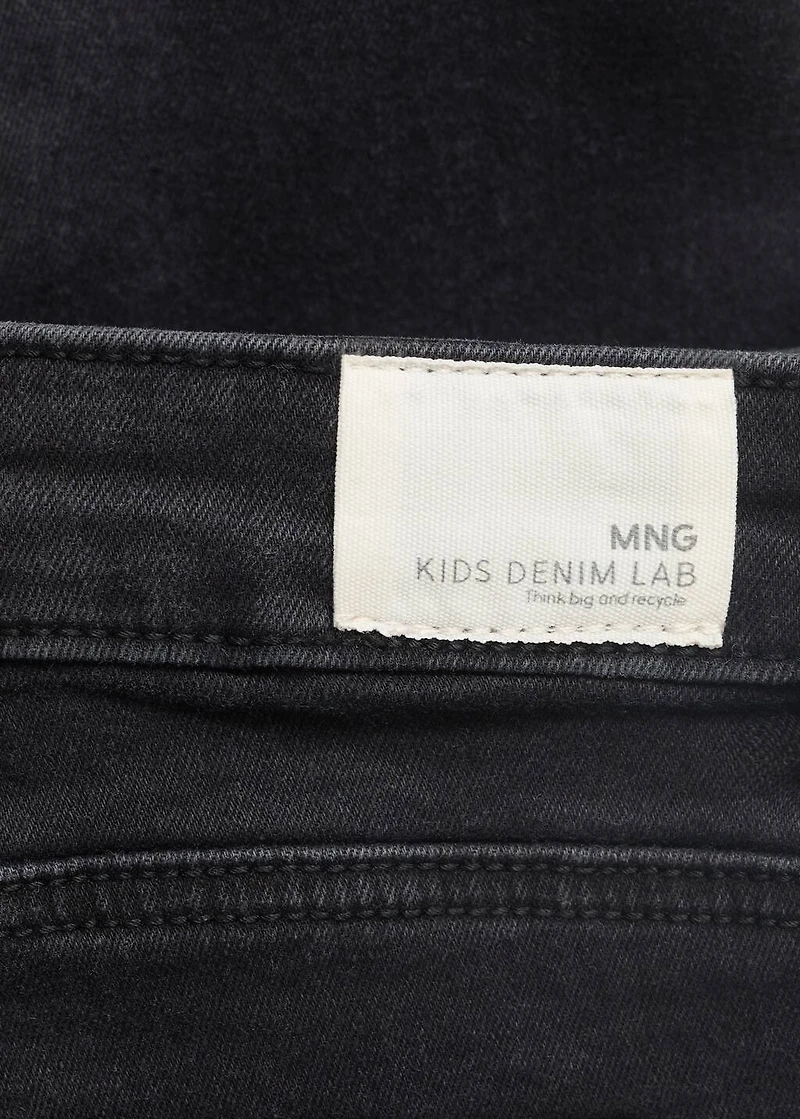 MNG
KIDS DENIM LAB
Think big and recycle